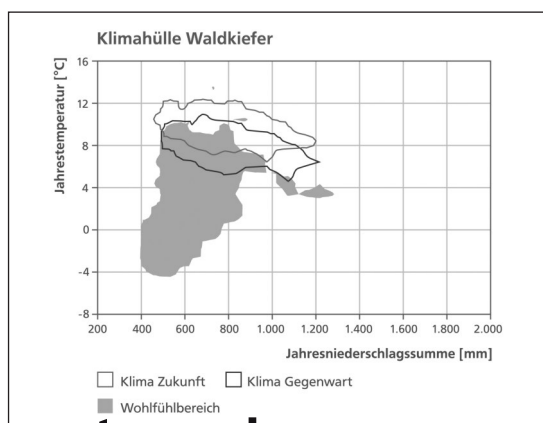 Klimahülle Waldkiefer
Jahrestemperatur [°C]
16
12
8
4
0
-4
-8
200 400 600 800 1.000 1.200 1.400 1.600 1.800 2.000
Jahresniederschlagssumme [mm]
Klima Zukunft Klima Gegenwart
Wohlfühlbereich